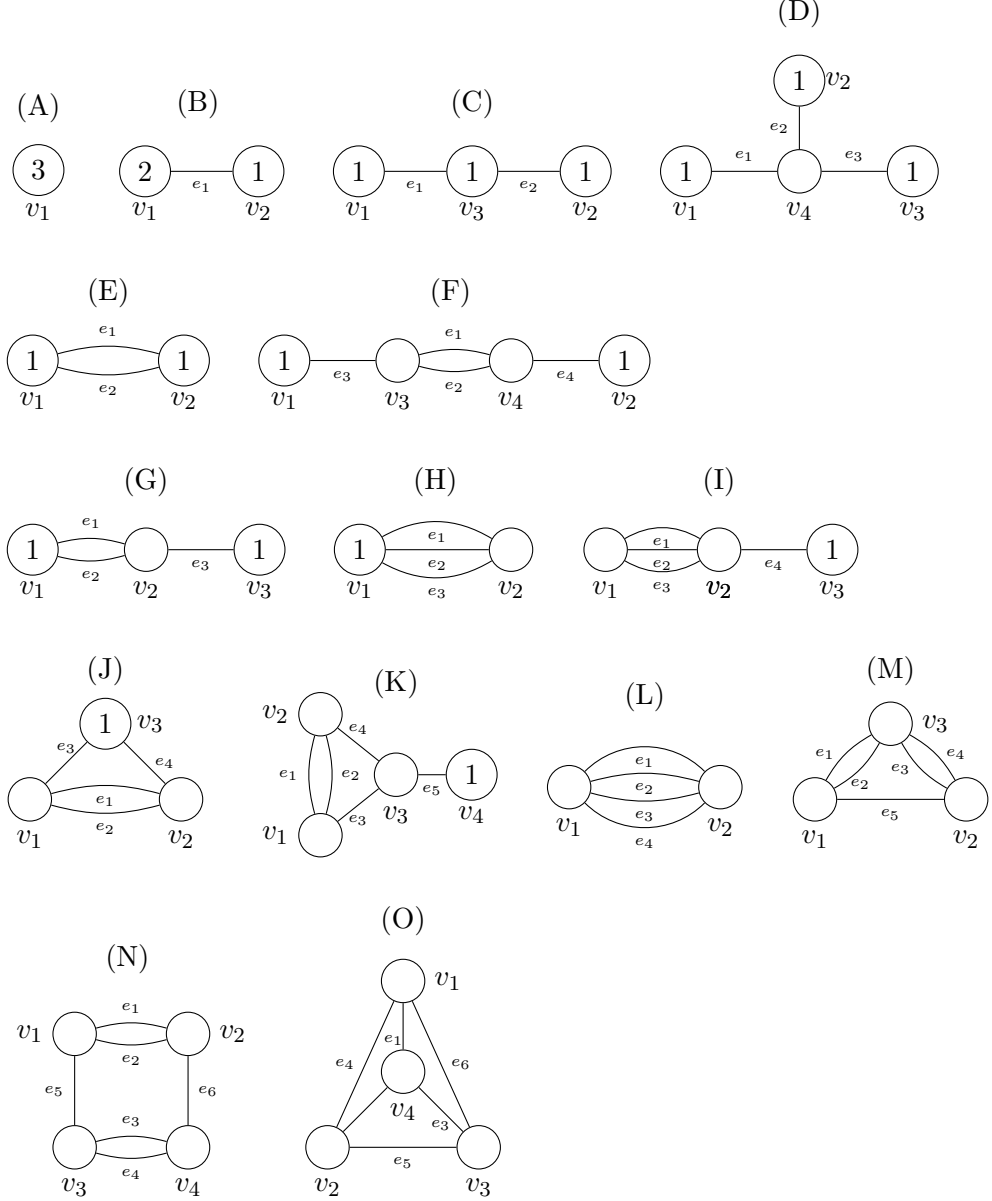 (D)
(A) (B) (C)
1 v2
e2
3 2 e1 1 1 e1 1 e2 1 1 e1 e3 1
v1 v1 v2 v1 v3 v2 v1 v4 v3
(E) (F)
1 e1 e2 1 1 e3 e1 e2 e4 1
v1 v2 v1 v3 v4 v2
(G) (H) (I)
1 e1 e2 e3 1 1 e1 e2 e3 e1 e2 e3 e4 1
v1 v2 v3 v1 v2 v1 v2 v3
(J) (K) (L) (M)
1 v3 e3 e4 e1 e2 v1 v2
v2 e4 e1 e2 e3 v1 v3 e5 1 v4
e1 e2 e3 e4 v1 v2
v3 e1 e2 e3 e4 e5 v1 v2
(N) (O)
v1 e1 e2 v2 e5 e6 e3 e4 v3 v4
v1 e4 e1 e6 v4 e3 e5 v2 v3